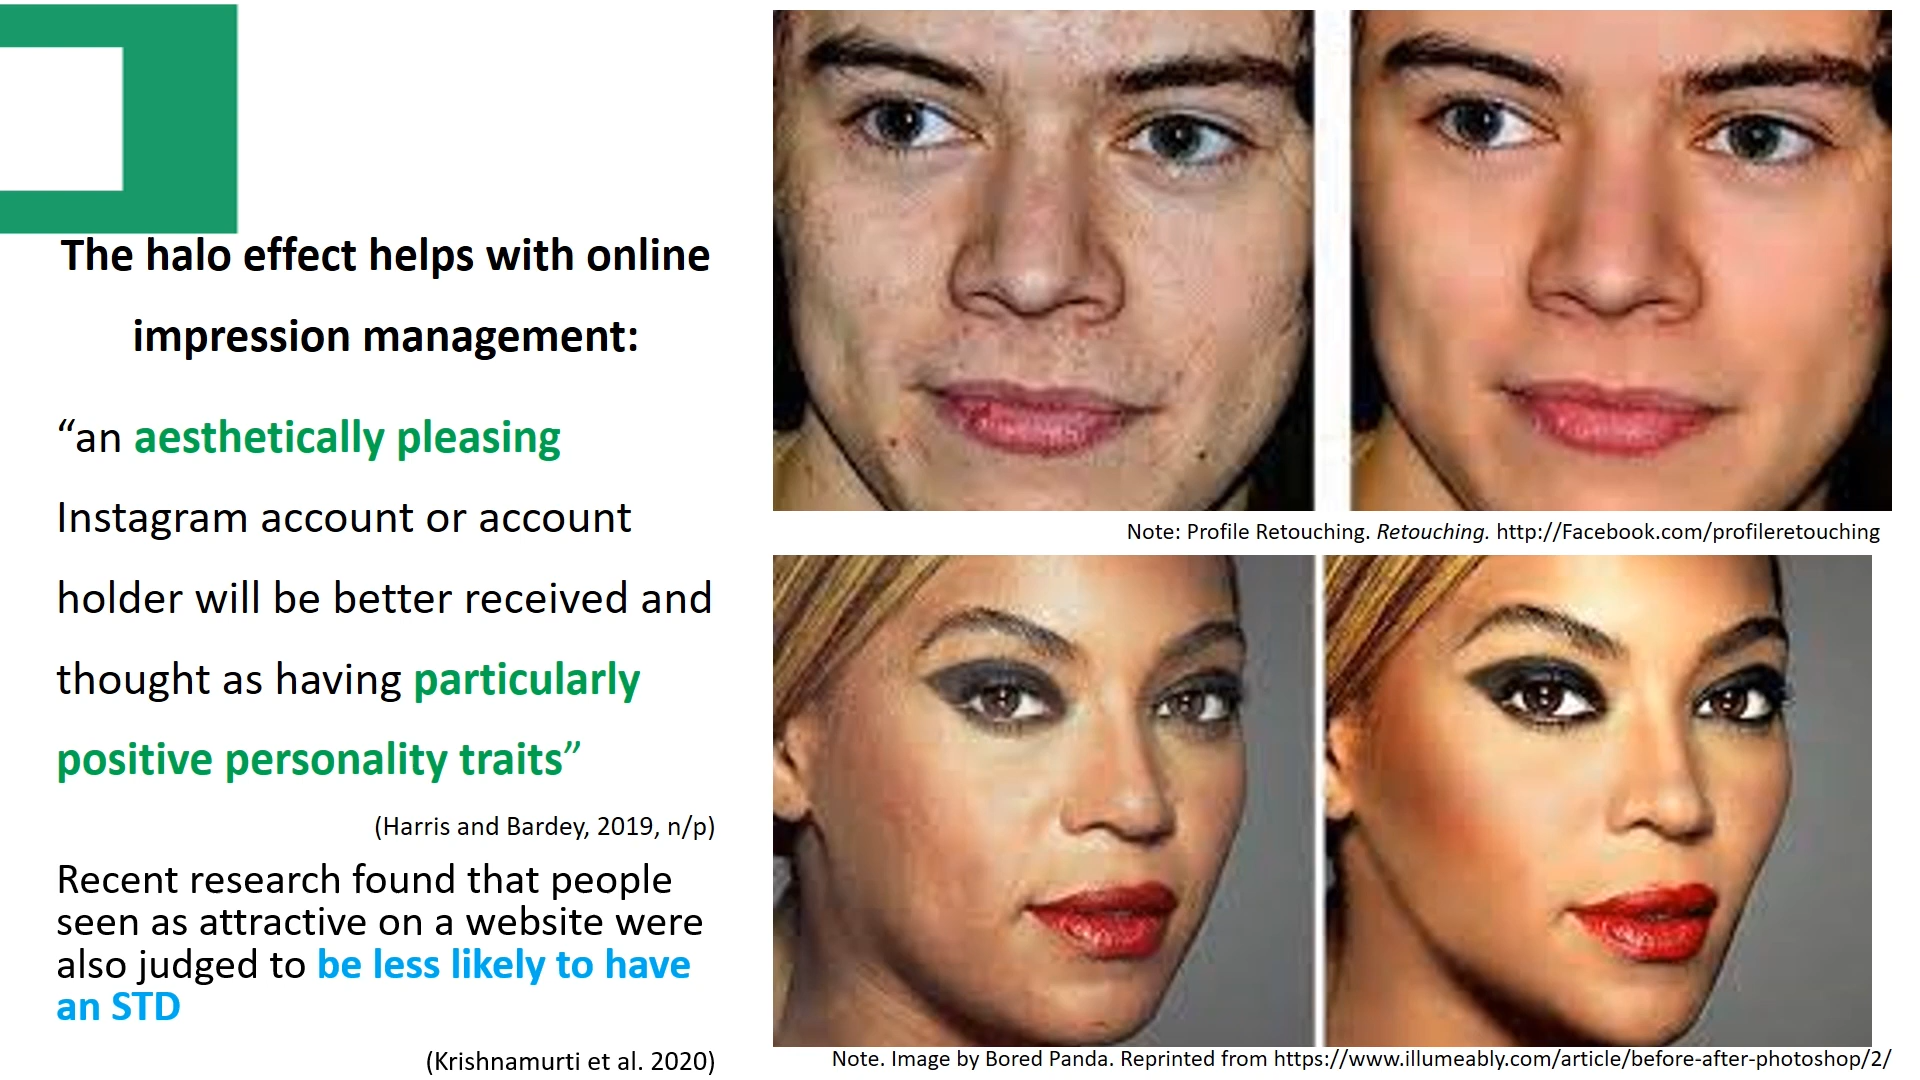 The halo effect helps with online
impression management:
“an aesthetically pleasing
Instagram account or account
holder will be better received and
thought as having particularly
positive personality traits”
(Harris and Bardey, 2019, n/p)
Recent research found that people
seen as attractive on a website were
also judged to be less likely to have
an STD
(Krishnamurti et al. 2020)
Note: Profile Retouching. Retouching. http://Facebook.com/profileretouching
Note. Image by Bored Panda. Reprinted from https://www.illumeably.com/article/before-after-photoshop/2/